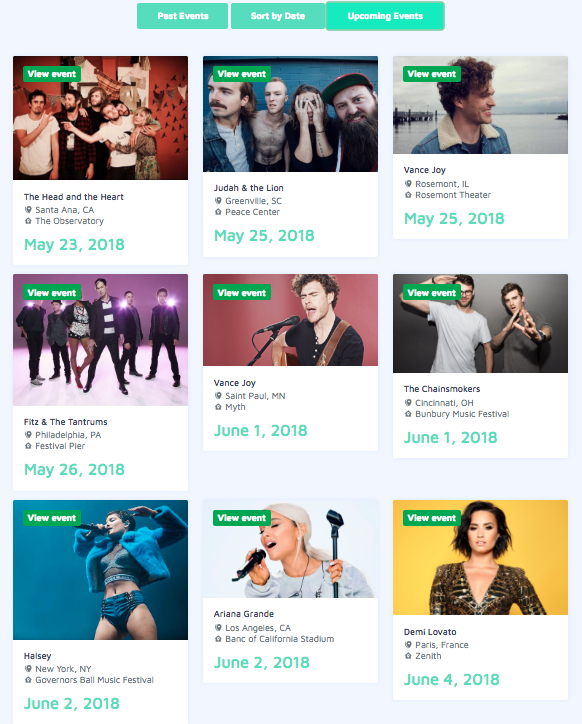 Past Events
Sort by Date
Upcoming Events
View event
The Head and the Heart
Santa Ana, CA
The Observatory
May 23, 2018
View event
Judah & the Lion
Greenville, SC
Peace Center
May 25, 2018
View event
Vance Joy
Rosemont, IL
Rosemont Theater
May 25, 2018
View event
Fitz & The Tantrums
Philadelphia, PA
Festival Pier
May 26, 2018
View event
Vance Joy
Saint Paul, MN
Myth
June 1, 2018
View event
The Chainsmokers
Cincinnati, OH
Bunbury Music Festival
June 1, 2018
View event
Halsey
New York, NY
Governors Ball Music Festival
June 2, 2018
View event
Ariana Grande
Los Angeles, CA
Banc of California Stadium
June 2, 2018
View event
Demi Lovato
Paris, France
Zenith
June 4, 2018